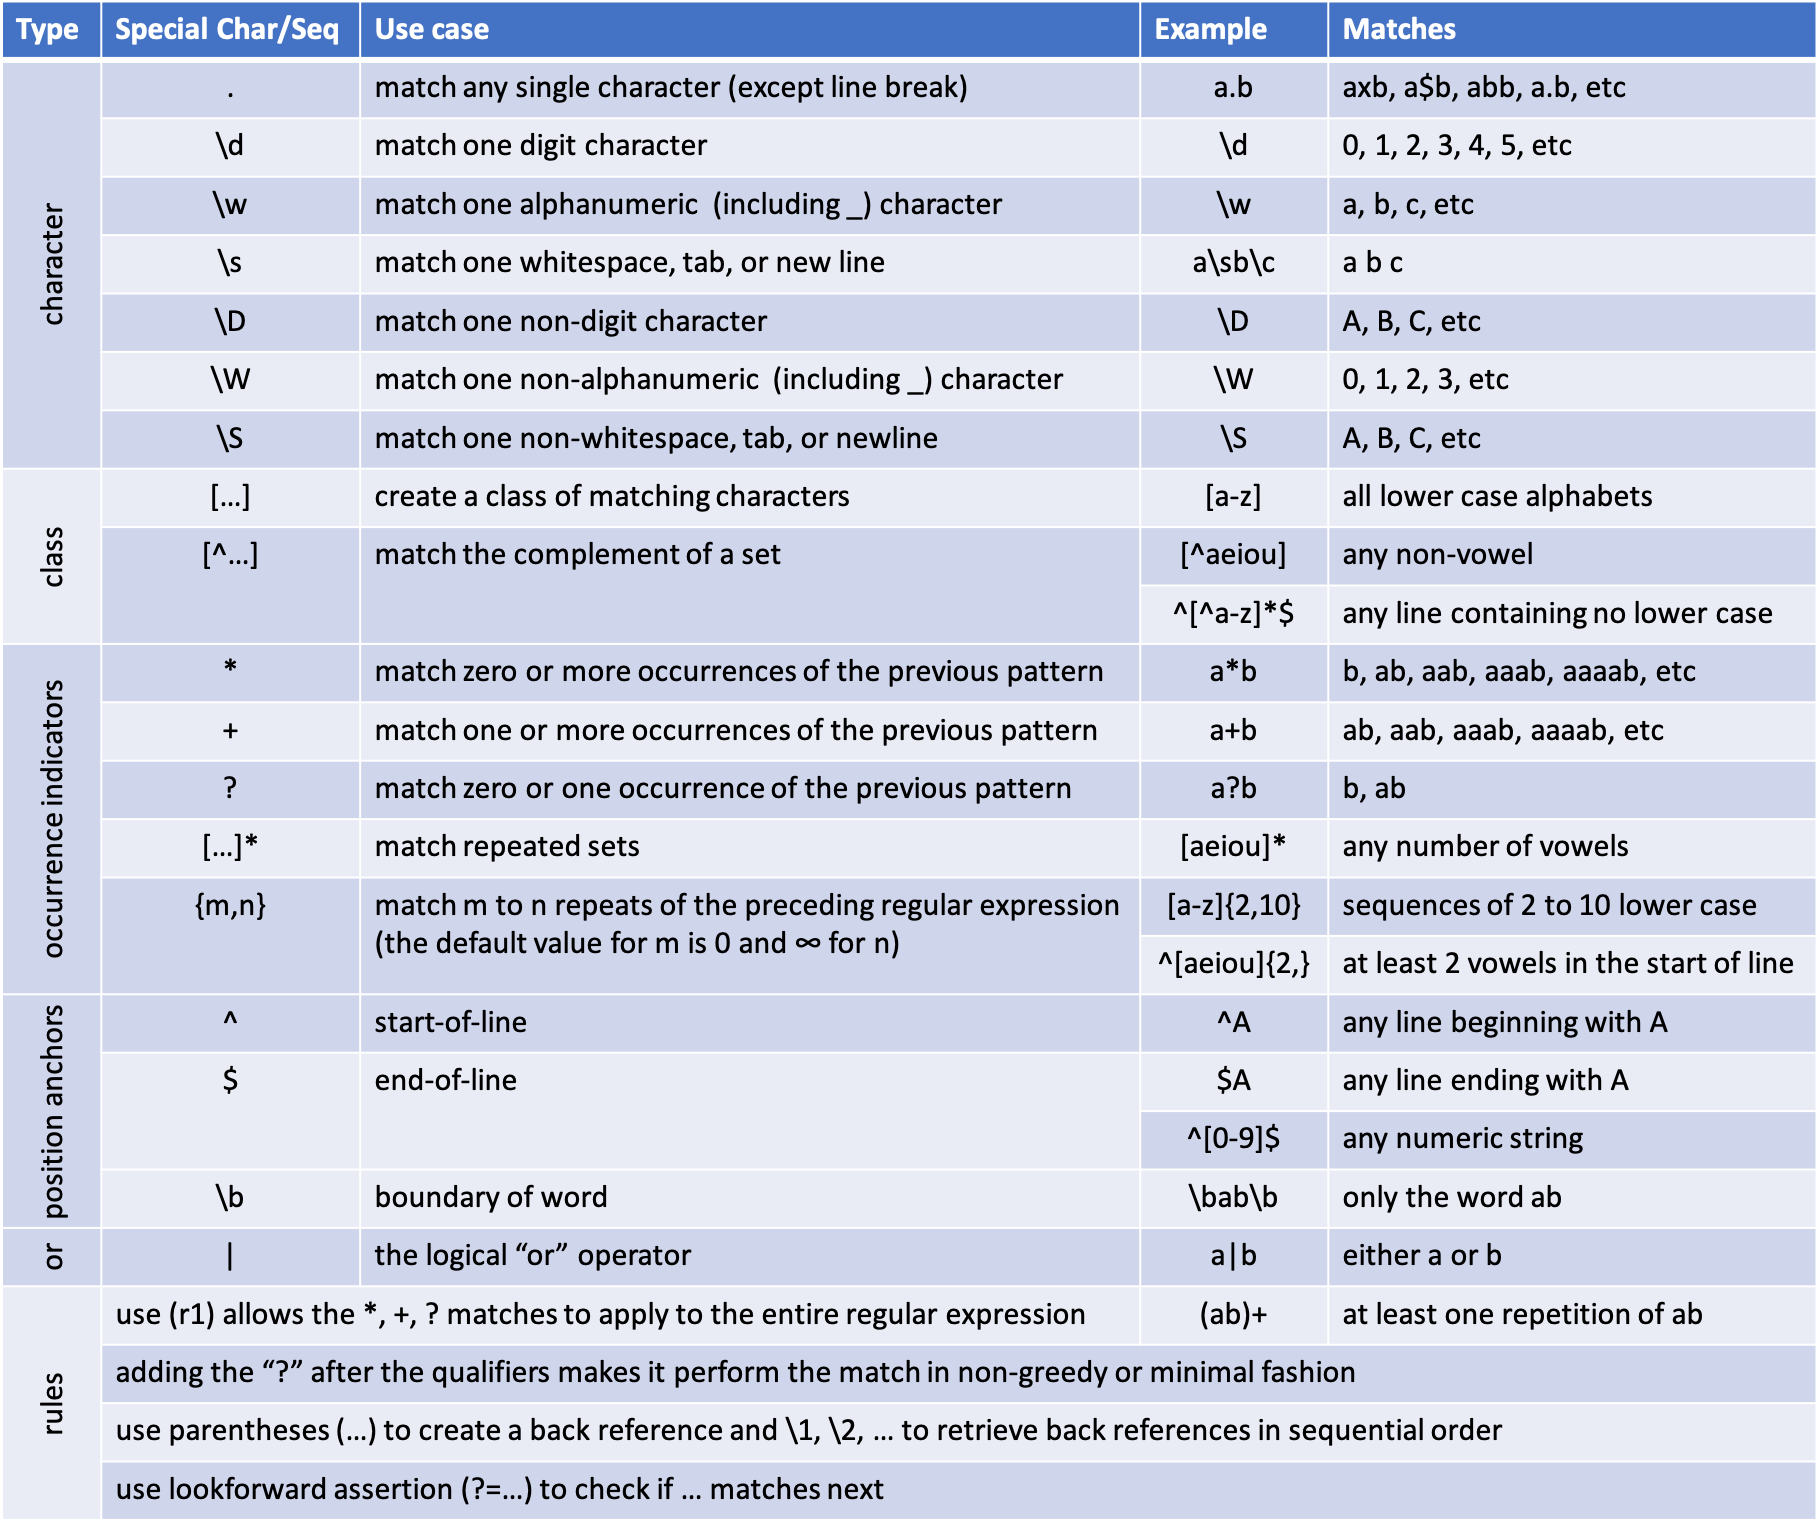 Type Special Char/Seq Use case Example Matches
character
. match any single character (except line break) a.b axb, a$b, abb, a.b, etc
\d match one digit character \d 0, 1, 2, 3, 4, 5, etc
\w match one alphanumeric (including _) character \w a, b, c, etc
\s match one whitespace, tab, or new line a\sb\c a b c
\D match one non-digit character \D A, B, C, etc
\W match one non-alphanumeric (including _) character \W 0, 1, 2, 3, etc
\S match one non-whitespace, tab, or newline \S A, B, C, etc
class
[...] create a class of matching characters [a-z] all lower case alphabets
[^...] match the complement of a set [^aeiou] any non-vowel
^[^a-z]*$ any line containing no lower case
occurrence indicators
* match zero or more occurrences of the previous pattern a*b b, ab, aab, aaab, aaaab, etc
+ match one or more occurrences of the previous pattern a+b ab, aab, aaab, aaaab, etc
? match zero or one occurrence of the previous pattern a?b b, ab
[...]* match repeated sets [aeiou]* any number of vowels
{m,n} match m to n repeats of the preceding regular expression [a-z]{2,10} sequences of 2 to 10 lower case
(the default value for m is 0 and ∞ for n)
^[aeiou]{2,} at least 2 vowels in the start of line
position anchors
^ start-of-line ^A any line beginning with A
$ end-of-line $A any line ending with A
^[0-9]$ any numeric string
\b boundary of word \bab\b only the word ab
or
| the logical “or” operator a|b either a or b
rules
use (r1) allows the *, +, ? matches to apply to the entire regular expression (ab)+ at least one repetition of ab
adding the “?” after the qualifiers makes it perform the match in non-greedy or minimal fashion
use parentheses (...) to create a back reference and \1, \2, ... to retrieve back references in sequential order
use lookforward assertion (?=...) to check if ... matches next